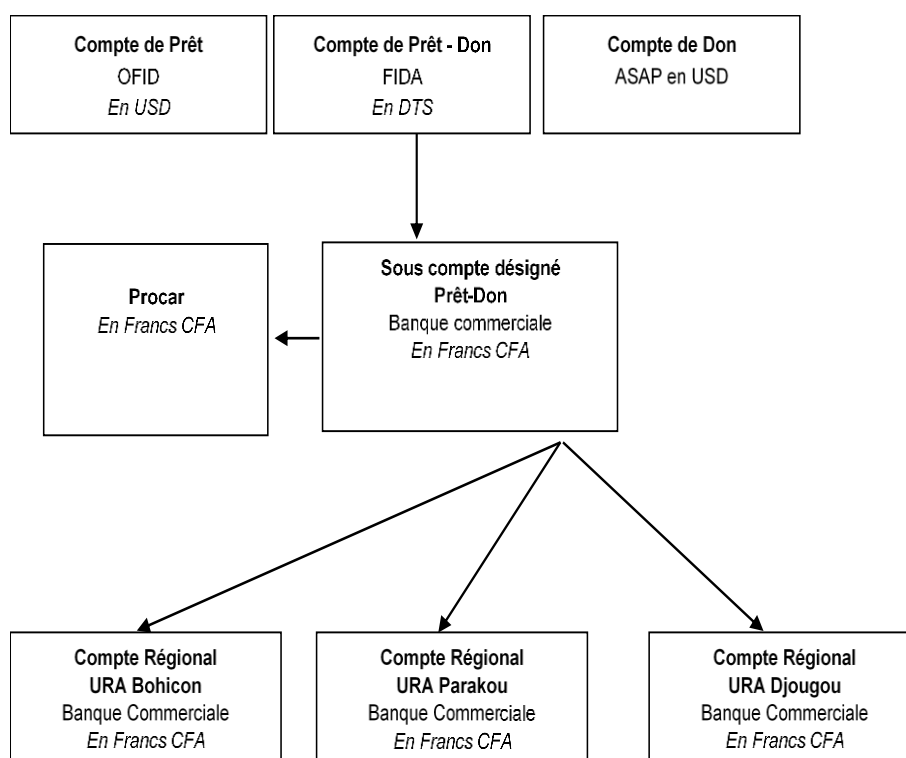 Compte de Prêt
OFID
En USD
Compte de Prêt - Don
FIDA
En DTS
Compte de Don
ASAP en USD
Procar
En Francs CFA
Sous compte désigné
Prêt-Don
Banque commerciale
En Francs CFA
Compte Régional
URA Bohicon
Banque Commerciale
En Francs CFA
Compte Régional
URA Parakou
Banque Commerciale
En Francs CFA
Compte Régional
URA Djougou
Banque Commerciale
En Francs CFA